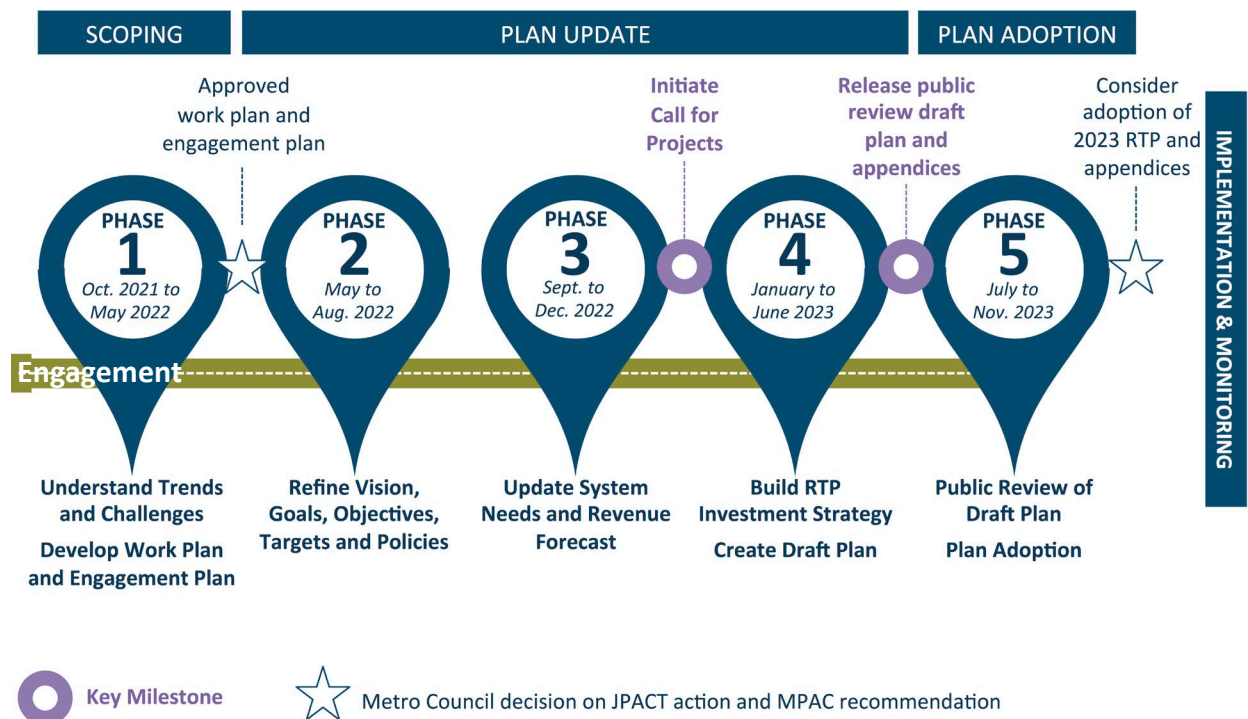 SCOPING
PLAN UPDATE
PLAN ADOPTION
Approved
work plan and
engagement plan
Initiate
Call for
Projects
Release public
review draft
plan and
appendices
Consider
adoption of
2023 RTP and
appendices
IMPLEMENTATION & MONITORING
PHASE
1
Oct. 2021 to
May 2022
PHASE
2
May to
Aug. 2022
PHASE
3
Sept. to
Dec. 2022
PHASE
4
January to
June 2023
PHASE
5
July to
Nov. 2023
Engagement
Understand Trends
and Challenges
Develop Work Plan
and Engagement Plan
Refine Vision,
Goals, Objectives,
Targets and Policies
Update System
Needs and Revenue
Forecast
Build RTP
Investment Strategy
Create Draft Plan
Public Review of
Draft Plan
Plan Adoption
Key Milestone
Metro Council decision on JPACT action and MPAC recommendation